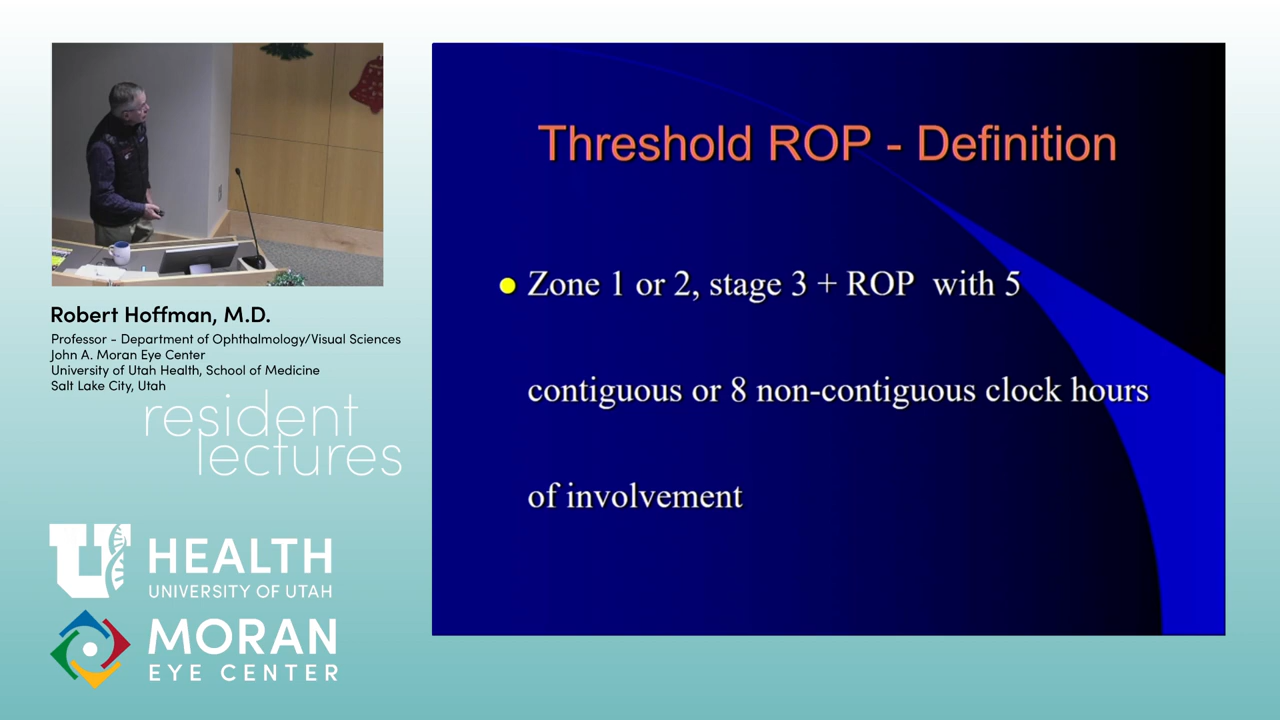 Threshold ROP - Definition
Zone 1 or 2, stage 3 + ROP with 5
contiguous or 8 non-contiguous clock hours
of involvement
Robert Hoffman, M.D.
Professor - Department of Ophthalmology/Visual Sciences
John A. Moran Eye Center
University of Utah Health, School of Medicine
Salt Lake City, Utah
resident
lectures
U HEALTH
UNIVERSITY OF UTAH
MORAN
EYE CENTER